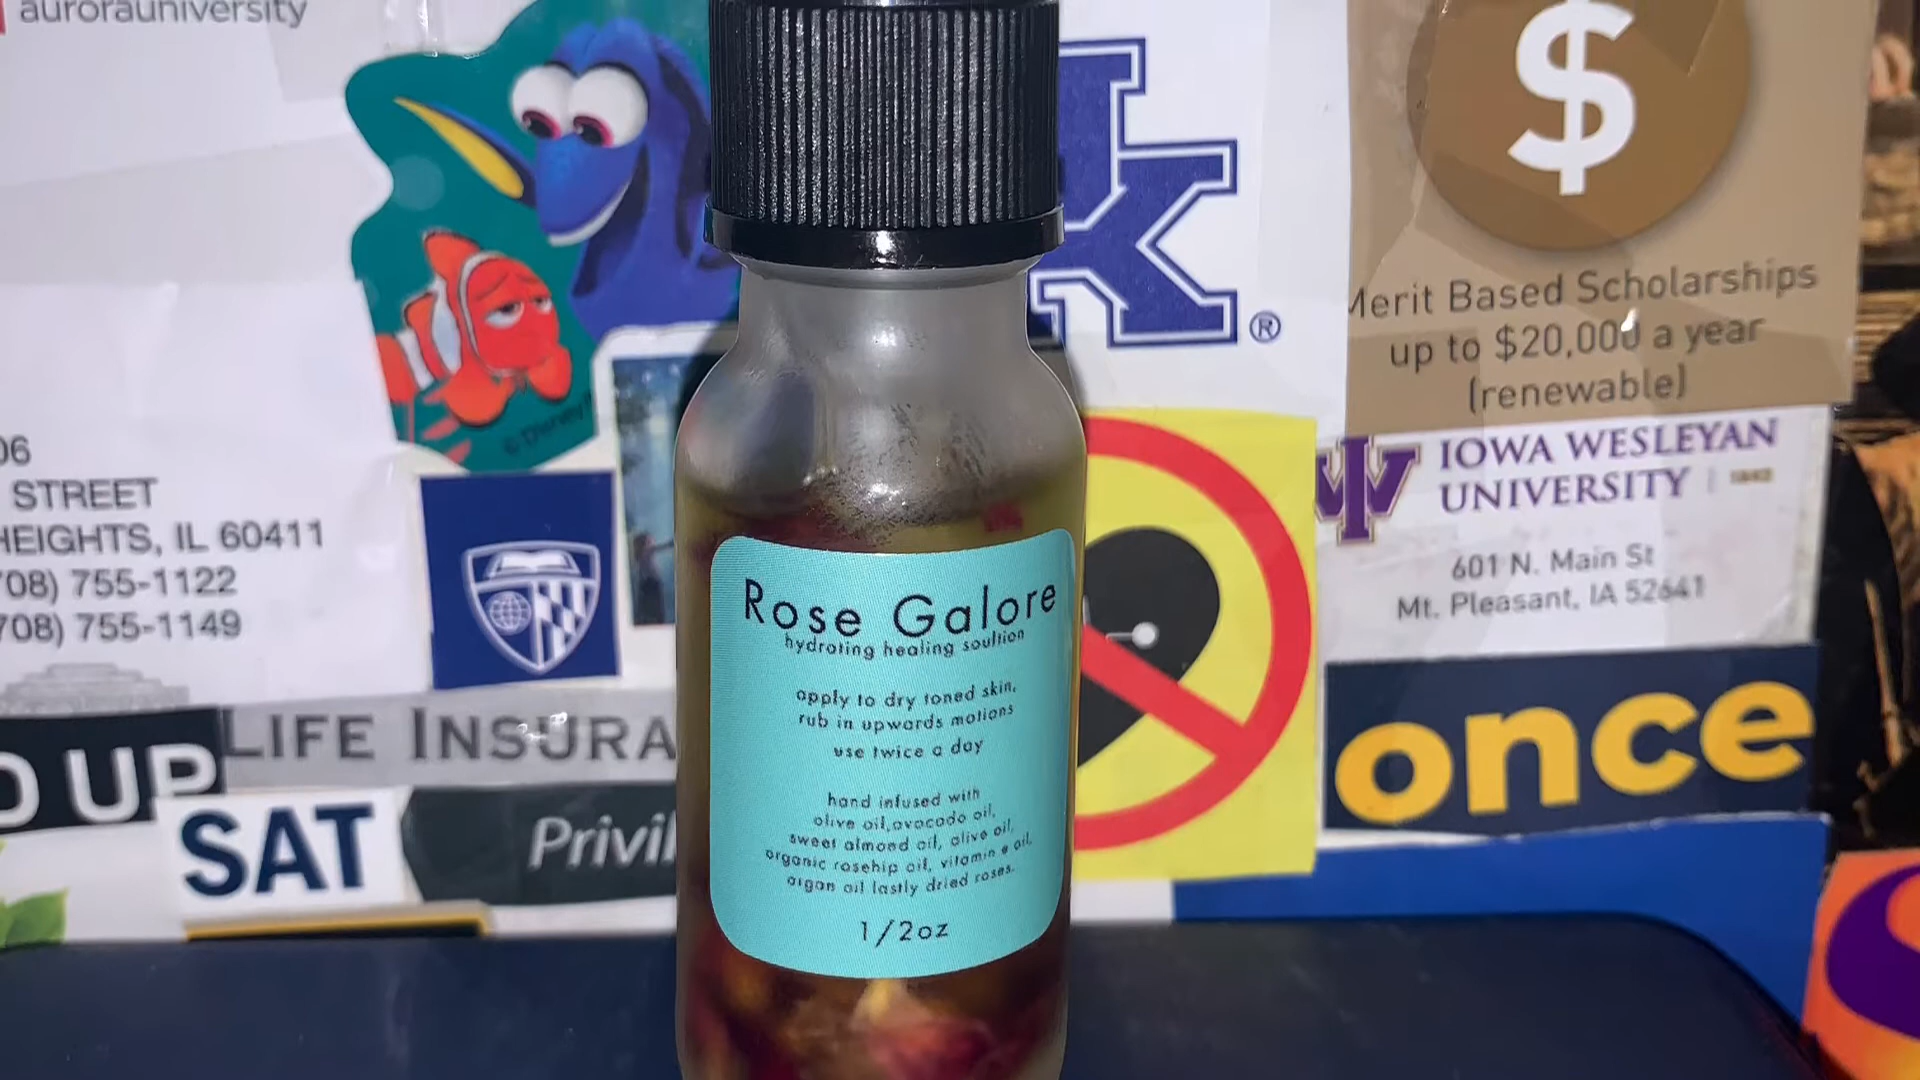 aurorauniversity
©Disney
®
$
Merit Based Scholarships
up to $20,000 a year
(renewable)
IOWA WESLEYAN
UNIVERSITY
601 N. Main St
Mt. Pleasant, IA 52641
06
STREET
HEIGHTS, IL 60411
708) 755-1122
708) 755-1149
LIFE INSURA
D UP
SAT
Privil
once
Rose Galore
hydrating healing soultion
apply to dry toned skin,
rub in upwards motions
use twice a day
hand infused with
olive oil,avocado oil,
sweet almond oil, olive oil,
organic rosehip oil, vitamin e oil,
argan oil lastly dried roses.
1/2oz